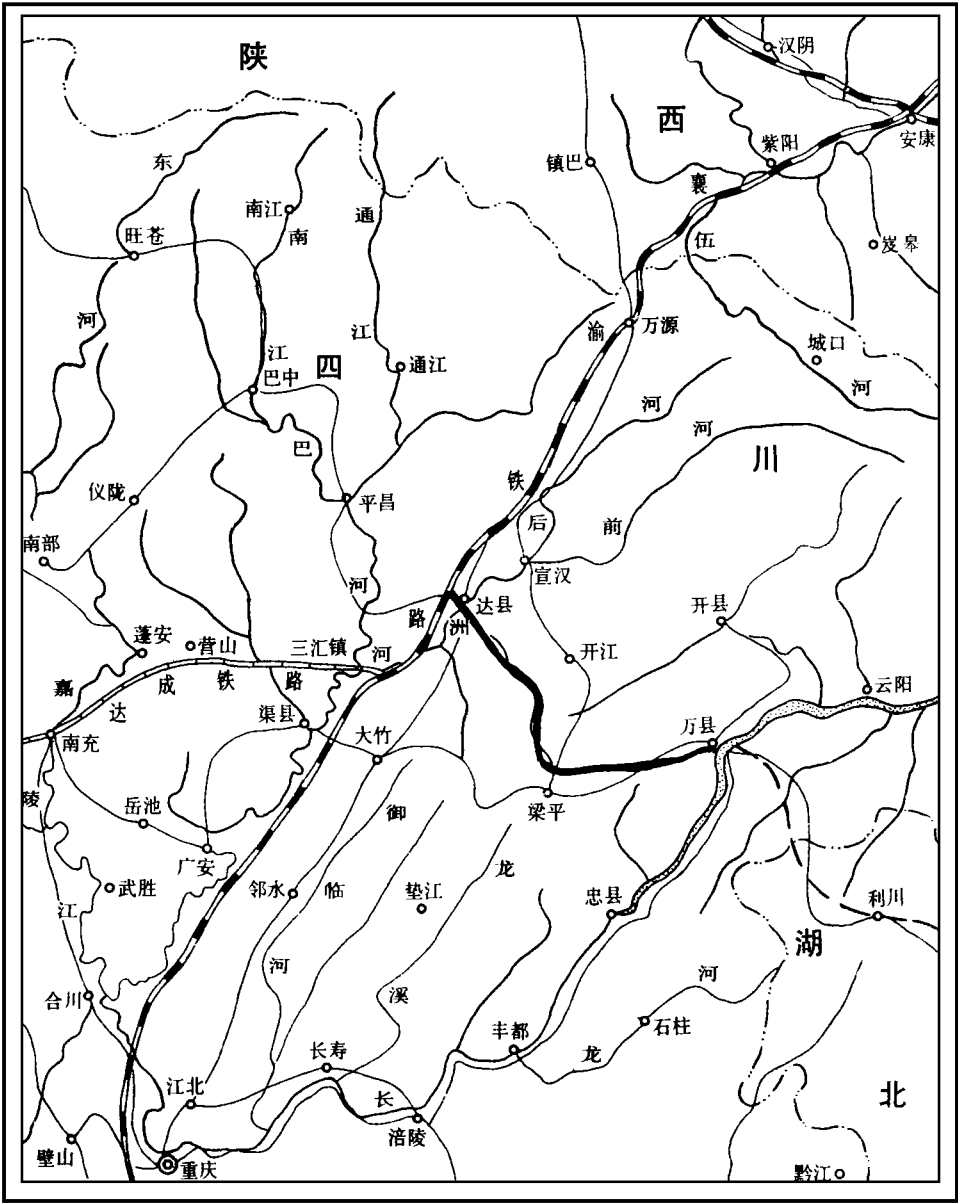 陕
西
四
川
湖
北
汉阴
安康
紫阳
镇巴
襄
渝
铁
路
东
河
南江
南
江
通
江
旺苍
伍
河
岚皋
万源
城口
通江
巴中
巴
河
河
河
仪陇
平昌
后
前
南部
宣汉
达县
洲
河
开县
蓬安
营山
三汇镇
开江
嘉
陵
江
达
成
铁
路
云阳
渠县
南充
大竹
万县
岳池
梁平
御
临
河
广安
龙
溪
武胜
邻水
垫江
忠县
利川
合川
河
龙
石柱
丰都
长寿
江北
长
涪陵
璧山
重庆
黔江